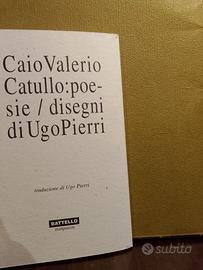 Caio Valerio
Catullo: poe-
sie / disegni
di Ugo Pierri
traduzione di Ugo Pierri
BATTELLO
stampatore
subito